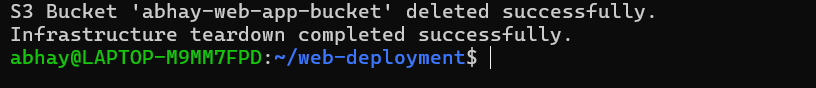 S3 Bucket 'abhay-web-app-bucket' deleted successfully.
Infrastructure teardown completed successfully.
abhay@LAPTOP-M9MM7FPD:~/web-deployment$